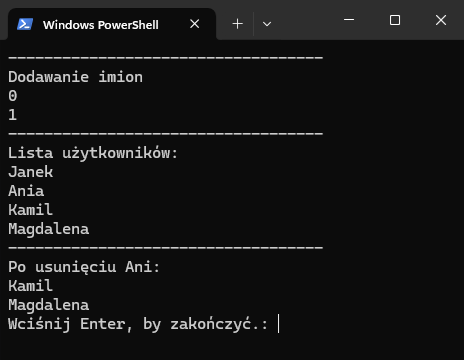 Windows PowerShell
-----------------------------------
Dodawanie imion
0
1
-----------------------------------
Lista użytkowników:
Janek
Ania
Kamil
Magdalena
-----------------------------------
Po usunięciu Ani:
Kamil
Magdalena
Wciśnij Enter, by zakończyć.: